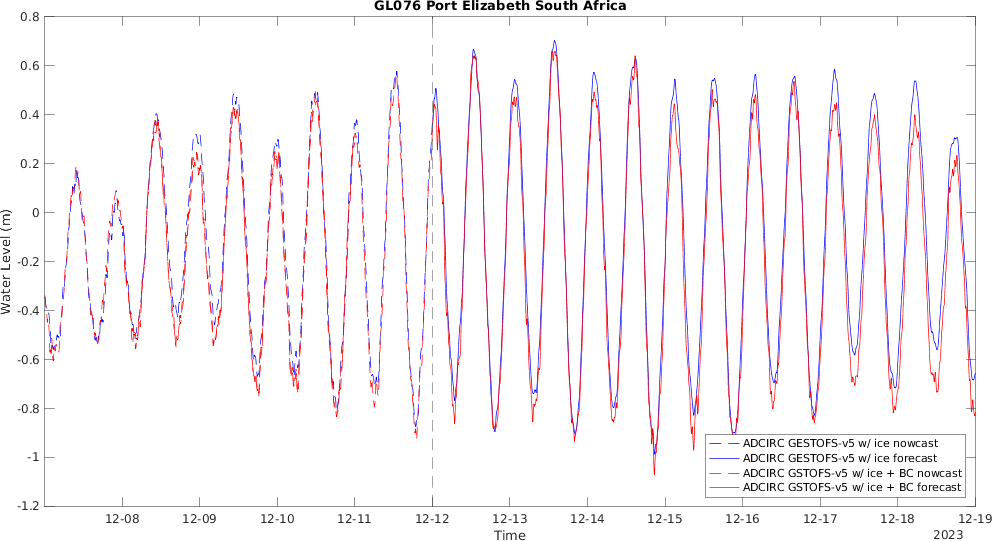 GL076 Port Elizabeth South Africa
0.8
0.6
0.4
0.2
0
-0.2
-0.4
-0.6
-0.8
-1
-1.2
Water Level (m)
ADCIRC GESTOFS-v5 w/ ice nowcast
ADCIRC GESTOFS-v5 w/ ice forecast
ADCIRC GSTOFS-v5 w/ ice + BC nowcast
ADCIRC GSTOFS-v5 w/ ice + BC forecast
12-08 12-09 12-10 12-11 12-12 12-13 12-14 12-15 12-16 12-17 12-18 12-19
Time
2023